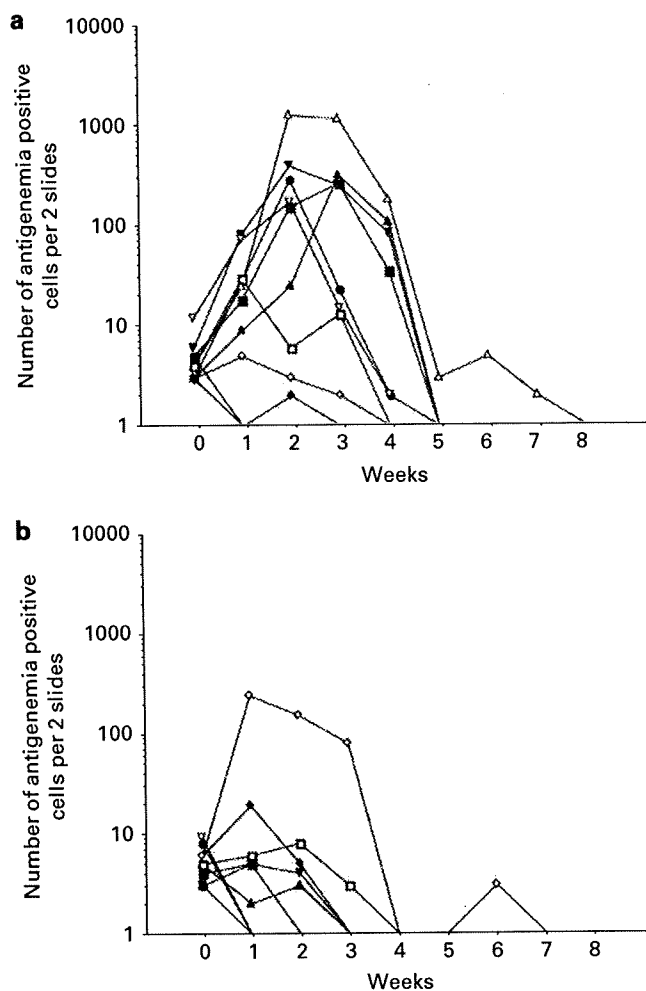 a
Number of antigenemia positive
cells per 2 slides
10000
1000
100
10
1
0 1 2 3 4 5 6 7 8
Weeks
b
Number of antigenemia positive
cells per 2 slides
10000
1000
100
10
1
0 1 2 3 4 5 6 7 8
Weeks